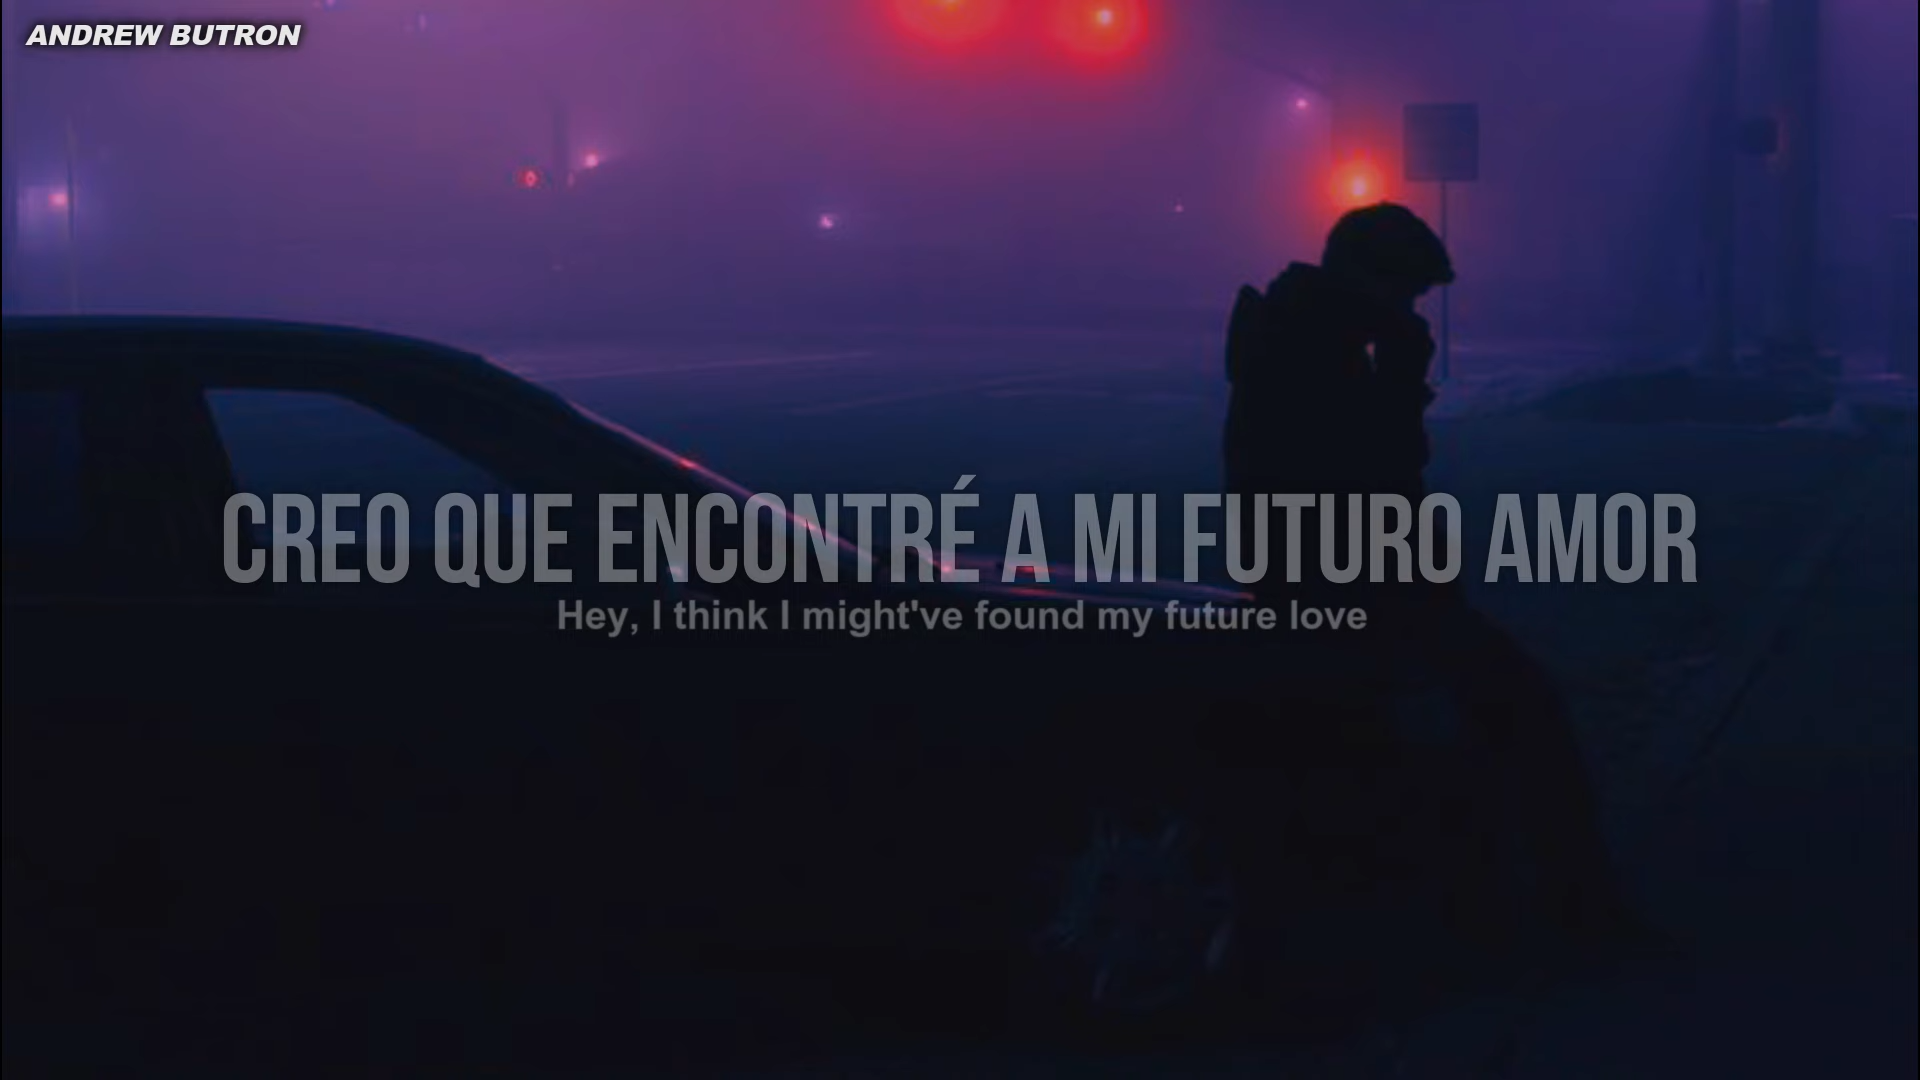 ANDREW BUTRON
CREO QUE ENCONTRÉ A MI FUTURO AMOR
Hey, I think I might've found my future love